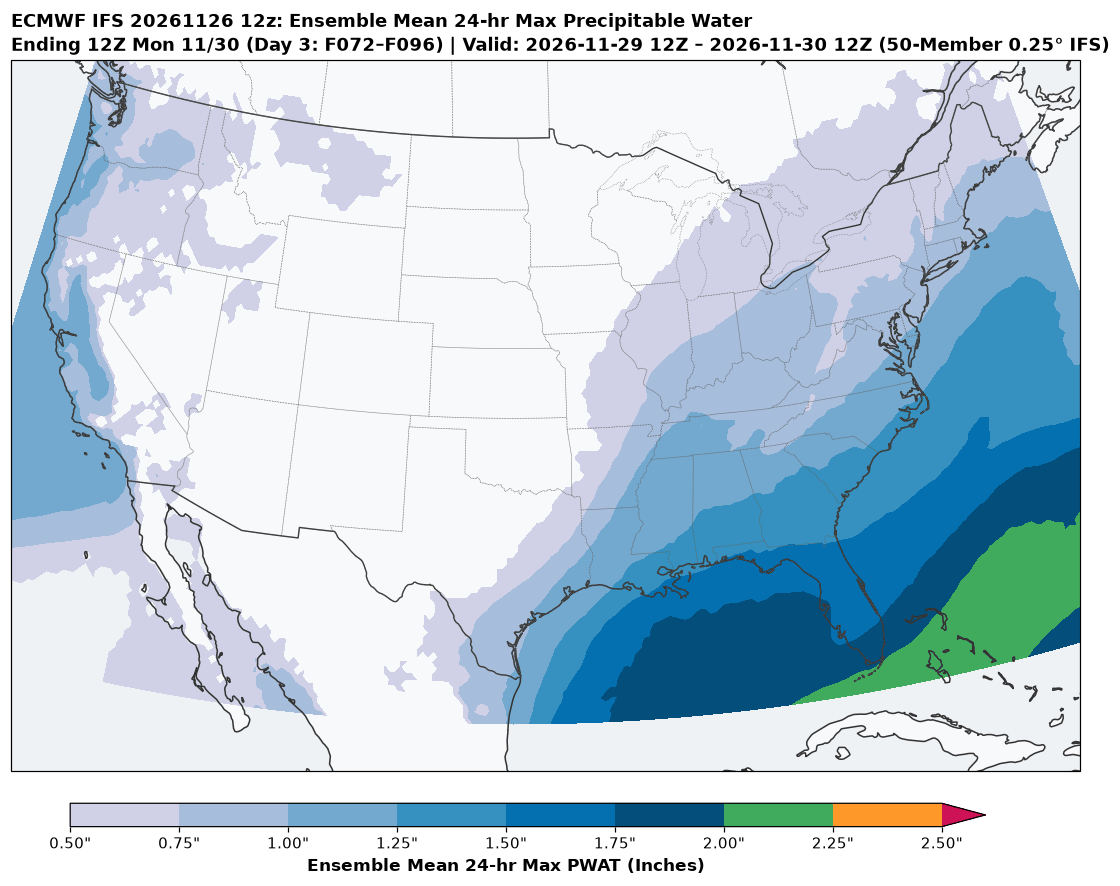 ECMWF IFS 20261126 12z: Ensemble Mean 24-hr Max Precipitable Water
Ending 12Z Mon 11/30 (Day 3: F072–F096) | Valid: 2026-11-29 12Z – 2026-11-30 12Z (50-Member 0.25° IFS)
0.50" 0.75" 1.00" 1.25" 1.50" 1.75" 2.00" 2.25" 2.50"
Ensemble Mean 24-hr Max PWAT (Inches)